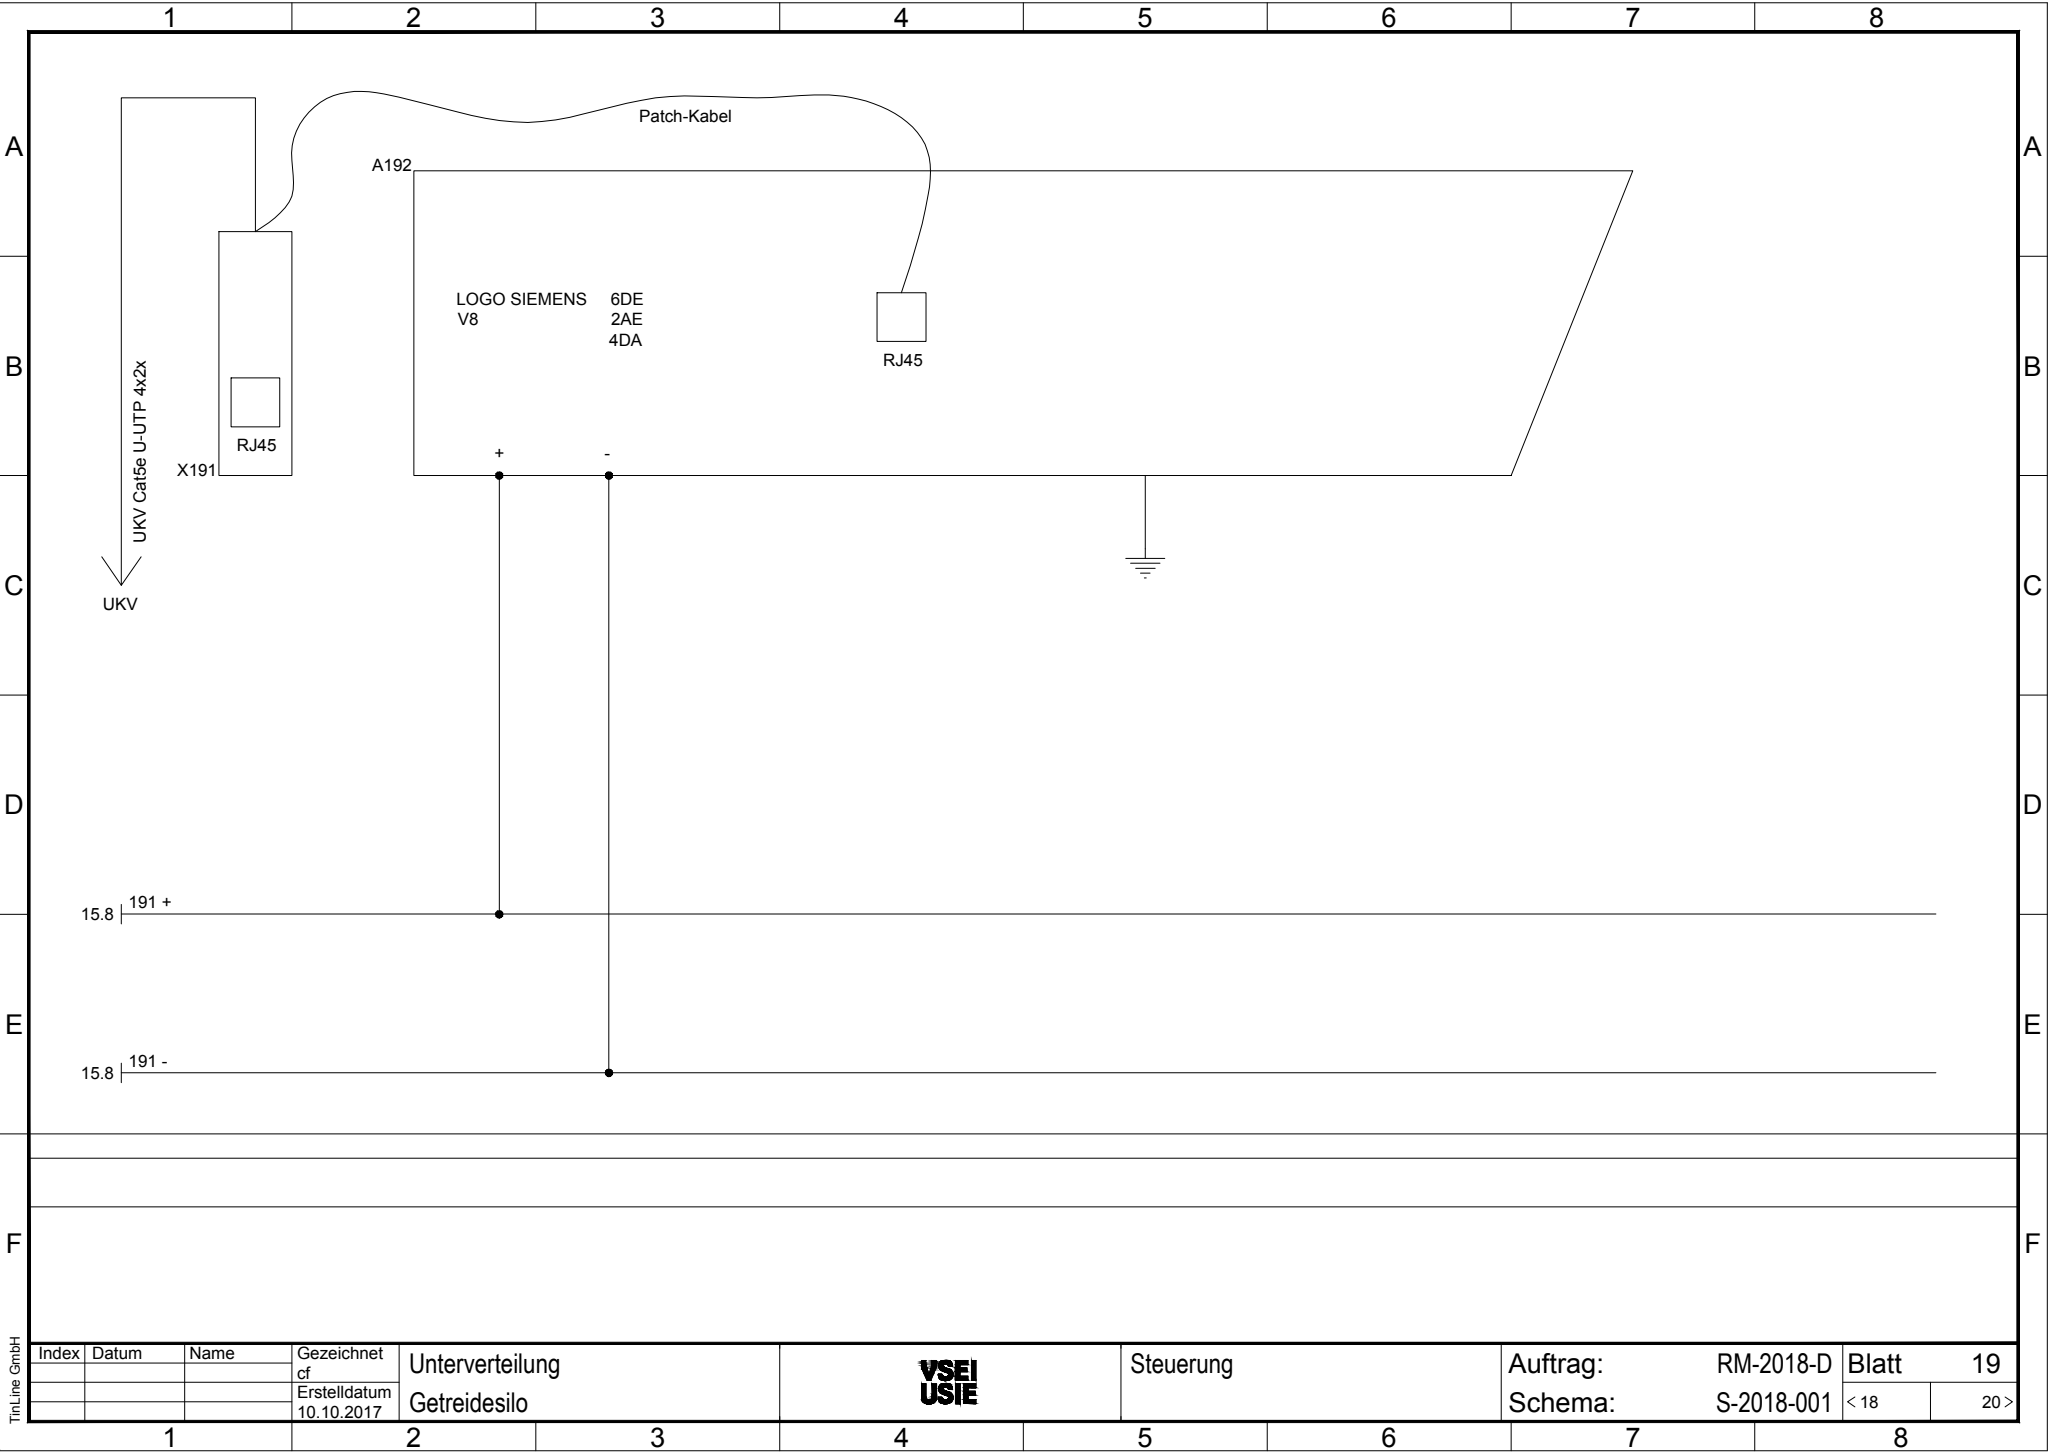 1 2 3 4 5 6 7 8
Patch-Kabel
A A
A192
LOGO SIEMENS 6DE
V8 2AE
4DA
RJ45
B B
UKV Cat5e U-UTP 4x2x
RJ45
X191
+ -
C C
UKV
D D
15.8 191 +
E E
15.8 191 -
F F
TinLine GmbH
Index Datum Name Gezeichnet
cf
Erstelldatum
10.10.2017
Unterverteilung
Getreidesilo
VSEI
USIE
Steuerung
Auftrag: RM-2018-D
Schema: S-2018-001
Blatt 19
< 18 20 >
1 2 3 4 5 6 7 8